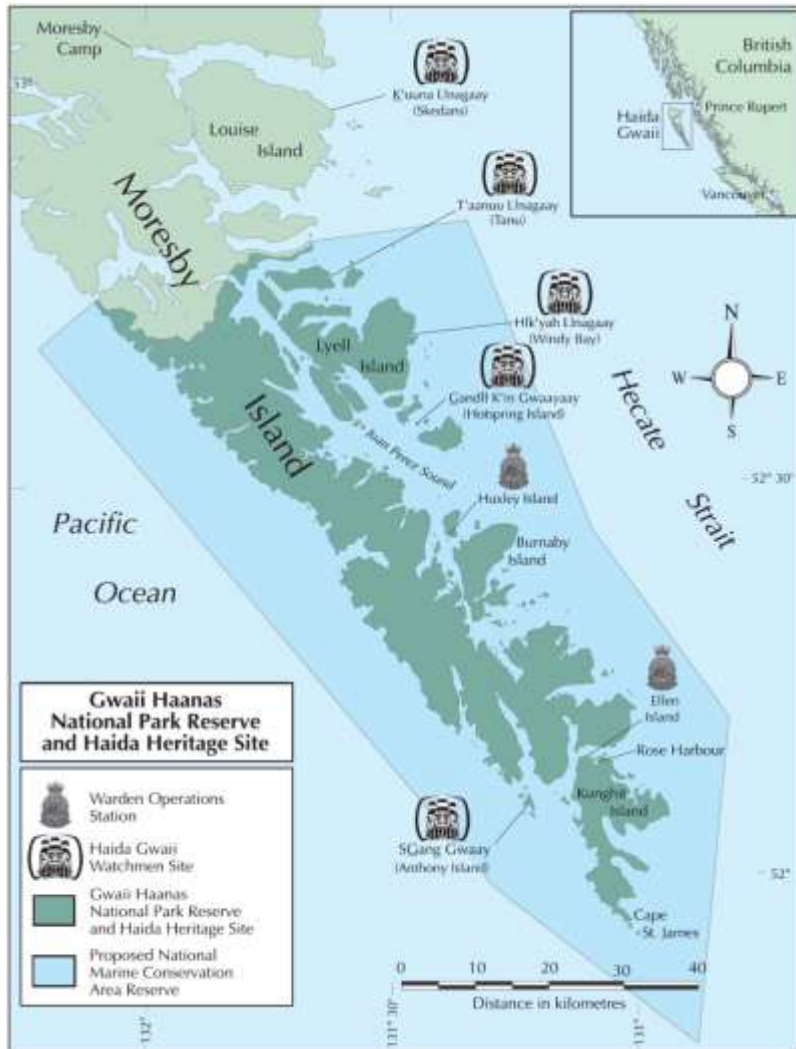 Moresby
Camp
53°
K'uuna Llnagaay
(Skedans)
Louise
Island
British
Columbia
Prince Rupert
Haida
Gwaii
Vancouver
Moresby
Island
T'aanuu Llnagaay
(Tanu)
Hlk'yah Llnagaay
(Windy Bay)
Lyell
Island
Gandll K'in Gwaayaay
(Hotspring Island)
N
W
E
S
Hecate
Strait
Juan Perez Sound
52° 30'
Huxley Island
Burnaby
Island
Pacific
Ocean
Ellen
Island
Rose Harbour
Kunghit
Island
SGang Gwaay
(Anthony Island)
52°
Cape
St. James
Gwaii Haanas
National Park Reserve
and Haida Heritage Site
Warden Operations
Station
Haida Gwaii
Watchmen Site
Gwaii Haanas
National Park Reserve
and Haida Heritage Site
Proposed National
Marine Conservation
Area Reserve
0 10 20 30 40
Distance in kilometres
132°
131° 30'
131°